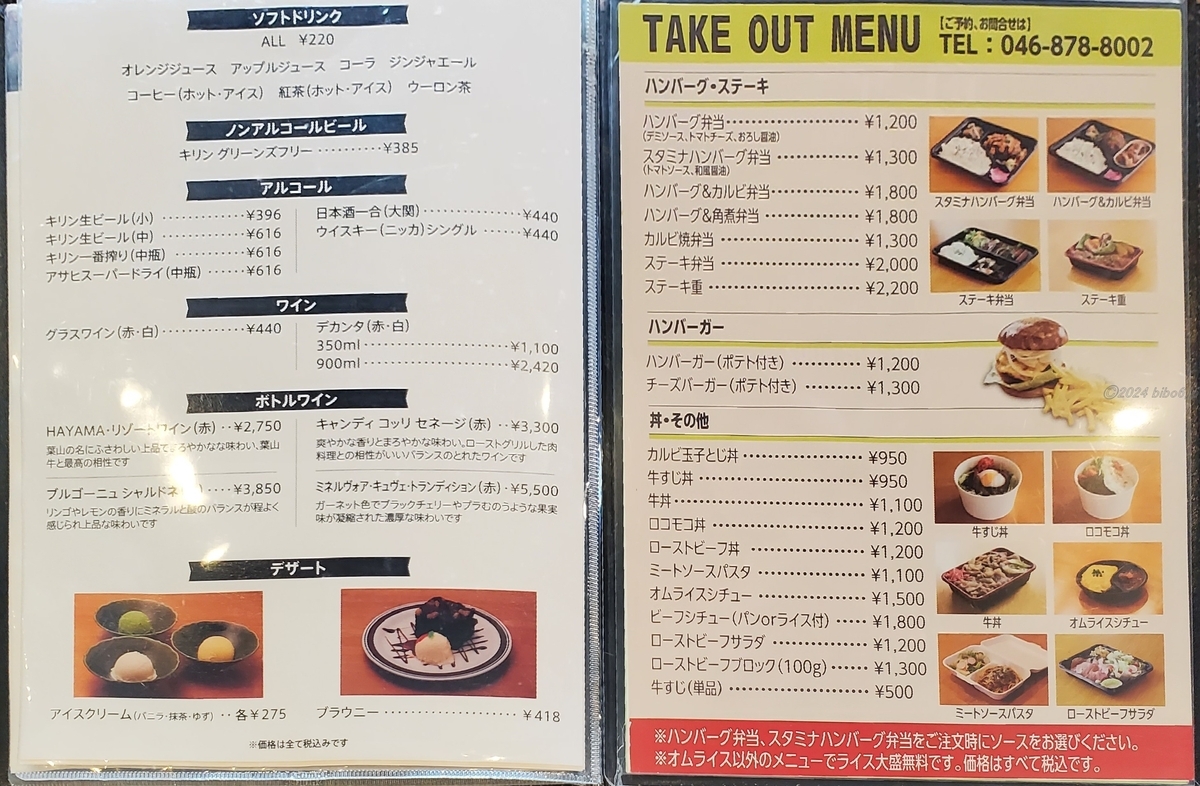 ソフトドリンク
ALL ¥220
オレンジジュース アップルジュース コーラ ジンジャエール
コーヒー(ホット・アイス) 紅茶(ホット・アイス) ウーロン茶
ノンアルコールビール
キリン グリーンズフリー ‥‥‥‥‥¥385
アルコール
キリン生ビール(小) ‥‥‥‥‥‥¥396
キリン生ビール(中) ‥‥‥‥‥‥¥616
キリン一番搾り(中瓶) ‥‥‥‥‥¥616
アサヒスーパードライ(中瓶) ‥‥‥¥616
日本酒一合(大関)‥‥‥‥‥‥‥¥440
ウイスキー(ニッカ)シングル ‥‥‥¥440
ワイン
グラスワイン(赤・白)‥‥‥‥‥‥¥440
デカンタ(赤・白)
350ml‥‥‥‥‥‥‥‥‥¥1,100
900ml‥‥‥‥‥‥‥‥‥¥2,420
ボトルワイン
HAYAMA・リゾートワイン(赤) ‥¥2,750
葉山の名にふさわしい上品でまろやかなな味わい、葉山
牛と最高の相性です
ブルゴーニュ シャルドネ ‥‥¥3,850
リンゴやレモンの香りにミネラルと酸のバランスが程よく
感じられ上品な味わいです
キャンディ コッリ セネージ(赤) ‥¥3,300
爽やかな香りとまろやかな味わい。ローストグリルした肉
料理との相性がいいバランスのとれたワインです
ミネルヴォア・キュヴェ・トランディション(赤)・¥5,500
ガーネット色でブラックチェリーやプラむのうような果実
味が凝縮された濃厚な味わいです
デザート
アイスクリーム(バニラ・抹茶・ゆず) ‥各¥275
ブラウニー ‥‥‥‥‥‥‥‥‥¥418
※価格は全て税込みです
TAKE OUT MENU
【ご予約、お問合せは】
TEL：046-878-8002
ハンバーグ・ステーキ
ハンバーグ弁当‥‥‥‥‥‥‥¥1,200
(デミソース、トマトチーズ、おろし醤油)
スタミナハンバーグ弁当 ‥‥‥‥¥1,300
(トマトソース、和風醤油)
ハンバーグ&カルビ弁当‥‥‥‥¥1,800
ハンバーグ&角煮弁当 ‥‥‥‥¥1,800
カルビ焼弁当 ‥‥‥‥‥‥‥¥1,300
ステーキ弁当 ‥‥‥‥‥‥‥¥2,000
ステーキ重 ‥‥‥‥‥‥‥‥¥2,200
スタミナハンバーグ弁当
ハンバーグ&カルビ弁当
ステーキ弁当
ステーキ重
ハンバーガー
ハンバーガー(ポテト付き) ‥‥‥¥1,200
チーズバーガー(ポテト付き) ‥‥‥¥1,300
©2024 bibo6
丼・その他
カルビ玉子とじ丼 ‥‥‥‥‥‥¥950
牛すじ丼 ‥‥‥‥‥‥‥‥‥¥950
牛丼 ‥‥‥‥‥‥‥‥‥‥¥1,100
ロコモコ丼 ‥‥‥‥‥‥‥‥¥1,200
ローストビーフ丼 ‥‥‥‥‥‥¥1,200
ミートソースパスタ ‥‥‥‥‥¥1,100
オムライスシチュー ‥‥‥‥‥¥1,500
ビーフシチュー(パンorライス付) ‥‥¥1,800
ローストビーフサラダ ‥‥‥‥‥¥1,200
ローストビーフブロック(100g) ‥‥¥1,300
牛すじ(単品)‥‥‥‥‥‥‥‥¥500
牛すじ丼
ロコモコ丼
牛丼
オムライスシチュー
ミートソースパスタ
ローストビーフサラダ
※ハンバーグ弁当、スタミナハンバーグ弁当をご注文時にソースをお選びください。
※オムライス以外のメニューでライス大盛無料です。価格はすべて税込です。